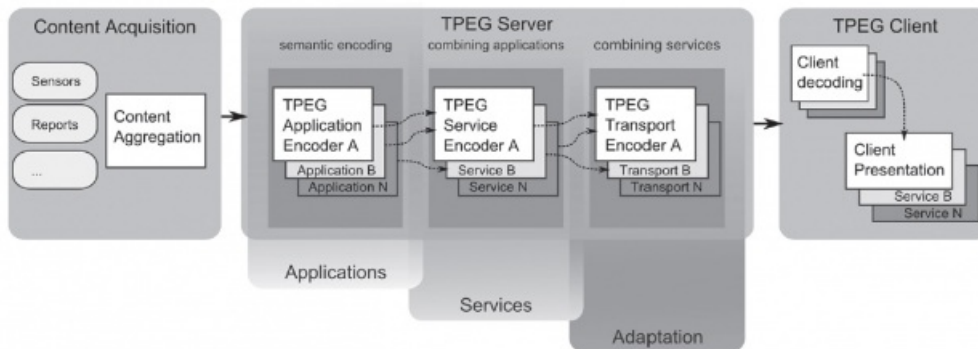 Content Acquisition
Sensors
Reports
...
Content
Aggregation
TPEG Server
semantic encoding
combining applications
combining services
TPEG
Application
Encoder A
Application B
Application N
TPEG
Service
Encoder A
Service B
Service N
TPEG
Transport
Encoder A
Transport B
Transport N
Applications
Services
Adaptation
TPEG Client
Client
decoding
Client
Presentation
Service B
Service N